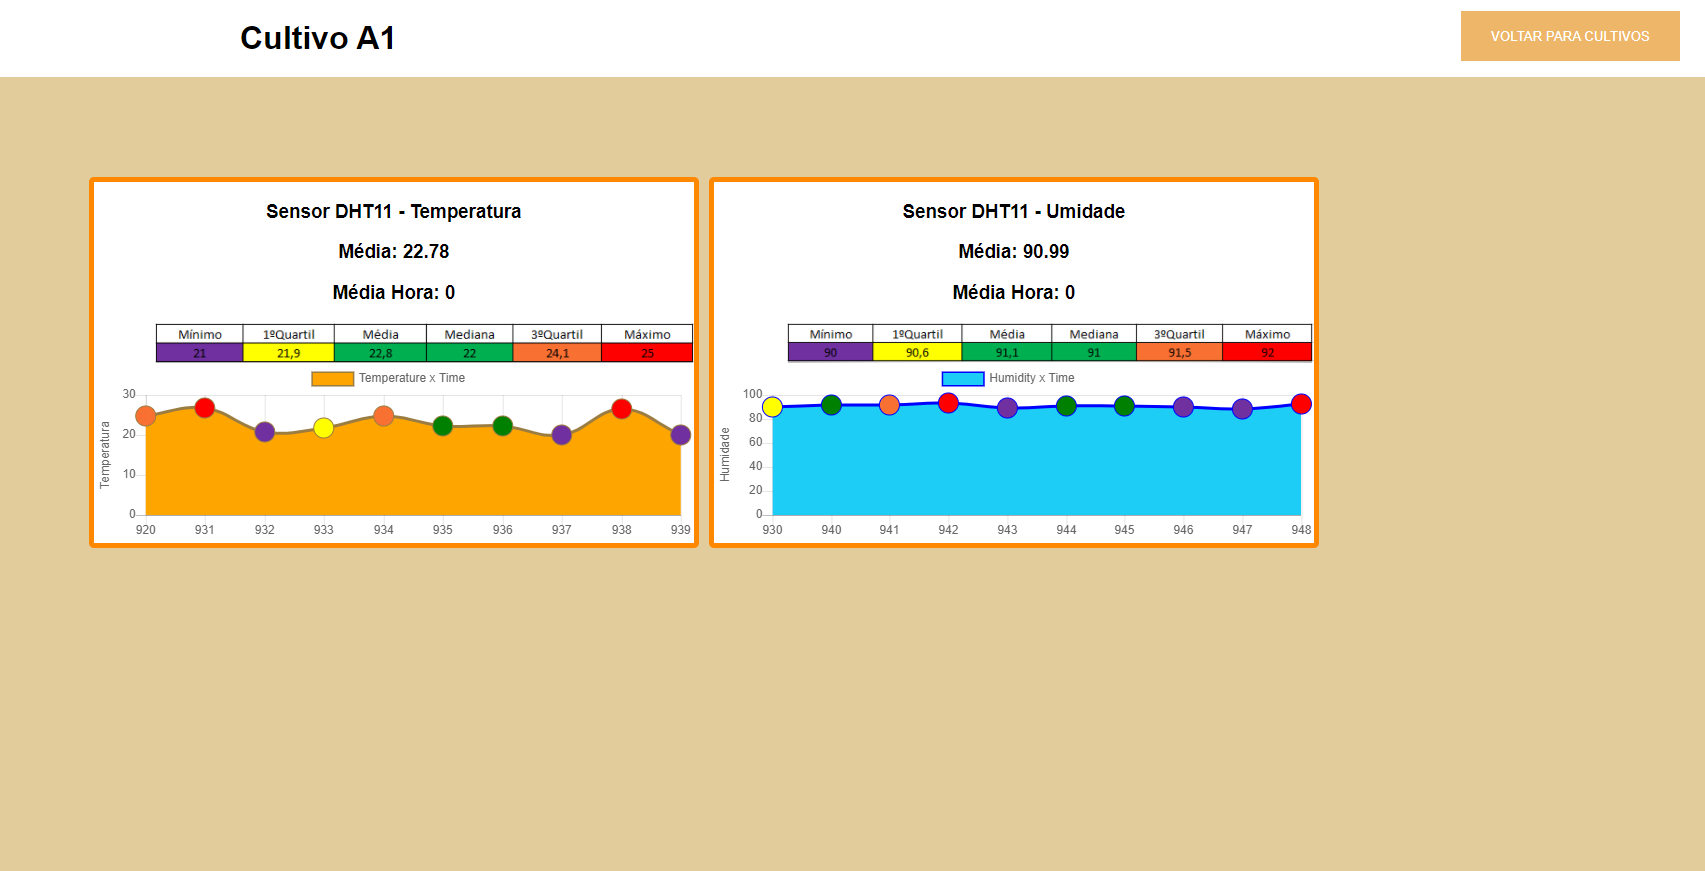 Cultivo A1
VOLTAR PARA CULTIVOS
Sensor DHT11 - Temperatura
Média: 22.78
Média Hora: 0
Mínimo 1ºQuartil Média Mediana 3ºQuartil Máximo
21 21,9 22,8 22 24,1 25
Temperature x Time
Temperatura
30
20
10
0
920 931 932 933 934 935 936 937 938 939
Sensor DHT11 - Umidade
Média: 90.99
Média Hora: 0
Mínimo 1ºQuartil Média Mediana 3ºQuartil Máximo
90 90,6 91,1 91 91,5 92
Humidity x Time
Humidade
100
80
60
40
20
0
930 940 941 942 943 944 945 946 947 948